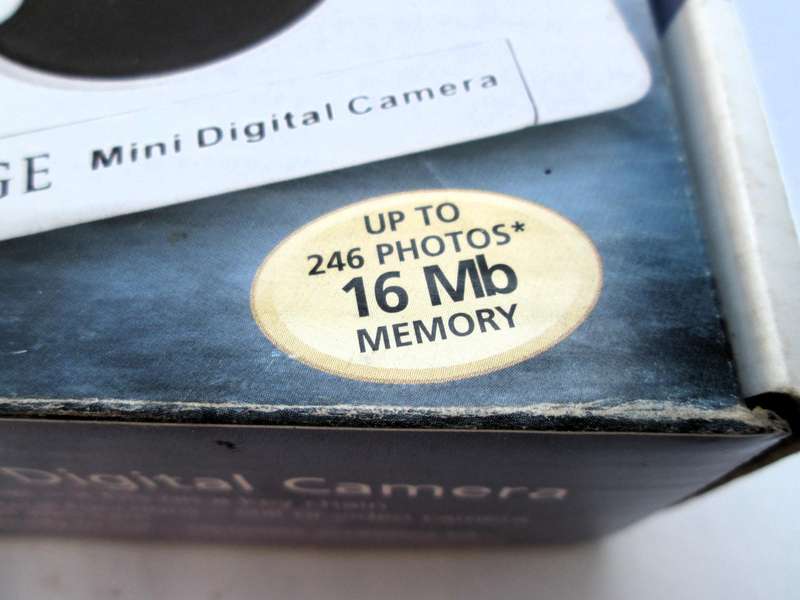 GE Mini Digital Camera
UP TO
246 PHOTOS*
16 Mb
MEMORY
Digital Camera